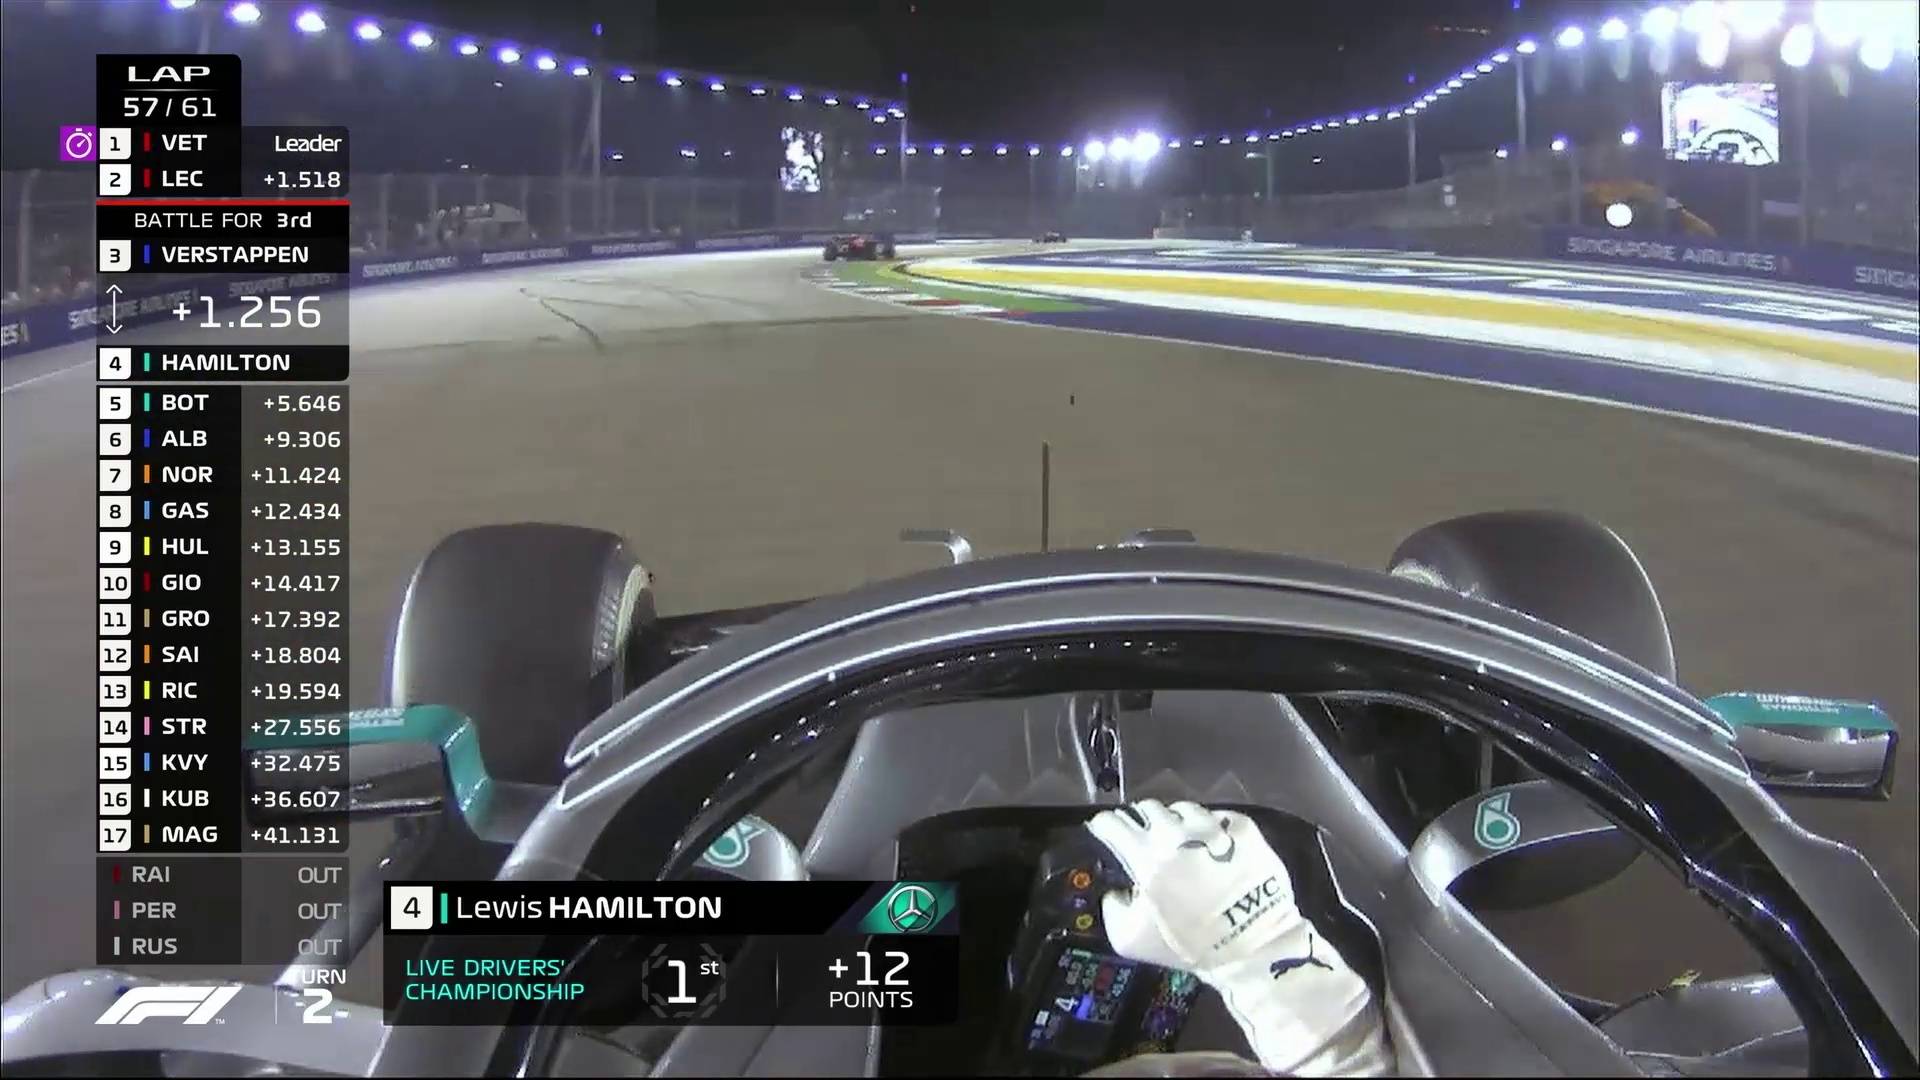 LAP
57 / 61
1 VET Leader
2 LEC +1.518
BATTLE FOR 3rd
3 VERSTAPPEN
+1.256
4 HAMILTON
5 BOT +5.646
6 ALB +9.306
7 NOR +11.424
8 GAS +12.434
9 HUL +13.155
10 GIO +14.417
11 GRO +17.392
12 SAI +18.804
13 RIC +19.594
14 STR +27.556
15 KVY +32.475
16 KUB +36.607
17 MAG +41.131
RAI OUT
PER OUT
RUS OUT
F1
TURN
2
4 Lewis HAMILTON
LIVE DRIVERS'
CHAMPIONSHIP
1st
+12
POINTS
SINGAPORE AIRLINES
IWC